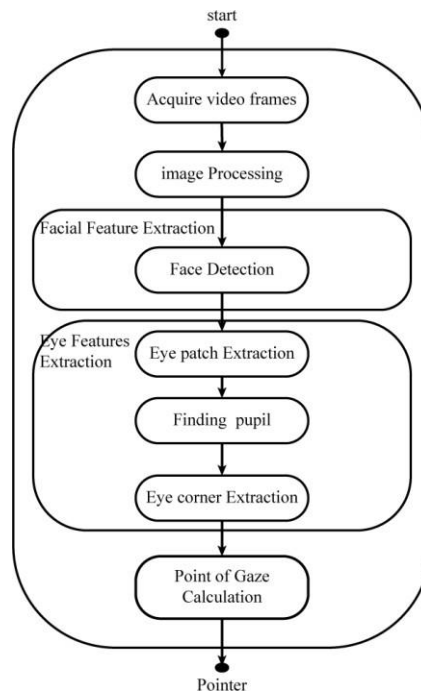 start
Acquire video frames
image Processing
Facial Feature Extraction
Face Detection
Eye Features
Extraction
Eye patch Extraction
Finding pupil
Eye corner Extraction
Point of Gaze
Calculation
Pointer